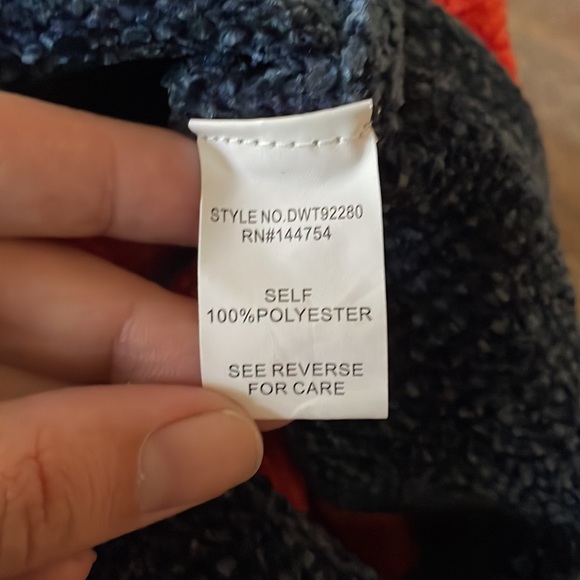 STYLE NO.DWT92280
RN#144754
SELF
100%POLYESTER
SEE REVERSE
FOR CARE